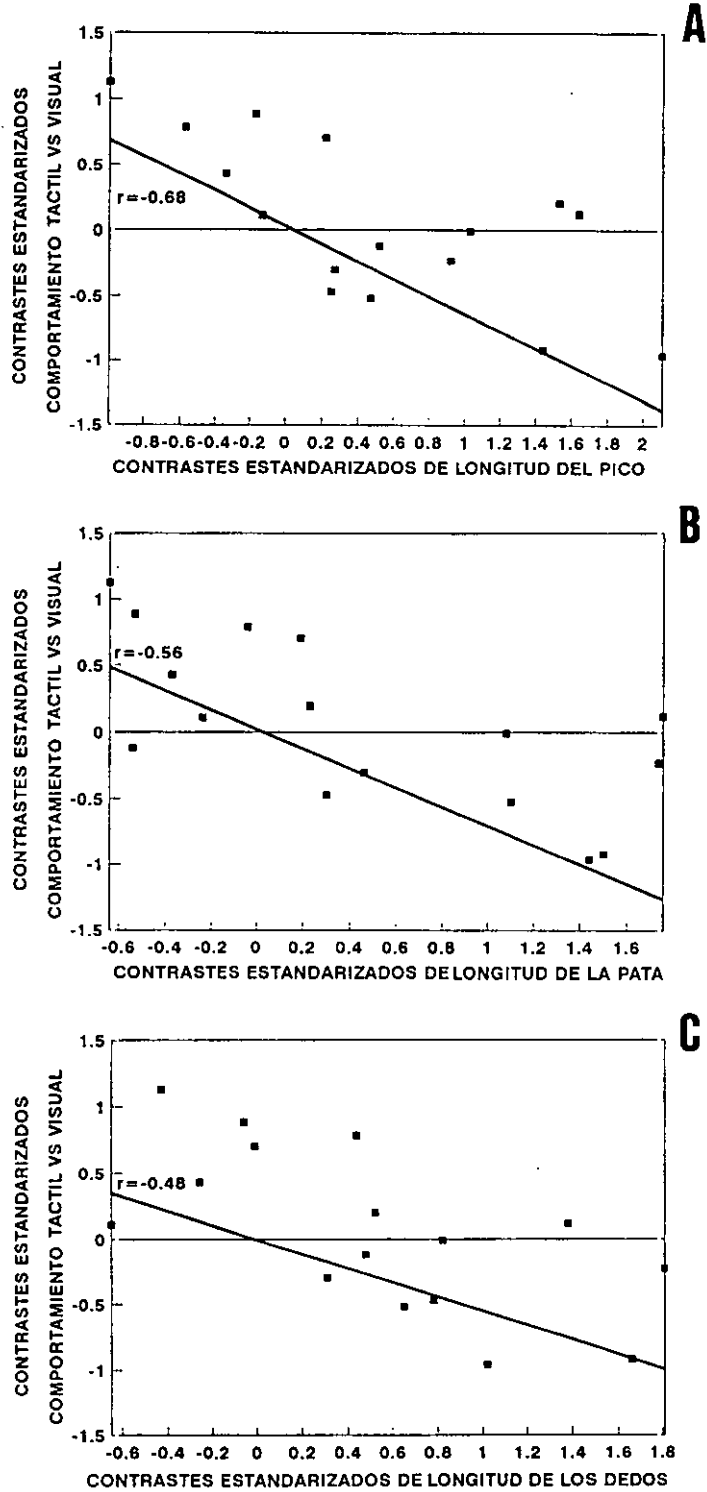 A
CONTRASTES ESTANDARIZADOS
COMPORTAMIENTO TACTIL VS VISUAL
1.5
1
0.5
0
-0.5
-1
-1.5
r=-0.68
-0.8 -0.6 -0.4 -0.2 0 0.2 0.4 0.6 0.8 1 1.2 1.4 1.6 1.8 2
CONTRASTES ESTANDARIZADOS DE LONGITUD DEL PICO
B
CONTRASTES ESTANDARIZADOS
COMPORTAMIENTO TACTIL VS VISUAL
1.5
1
0.5
0
-0.5
-1
-1.5
r=-0.56
-0.6 -0.4 -0.2 0 0.2 0.4 0.6 0.8 1 1.2 1.4 1.6
CONTRASTES ESTANDARIZADOS DE LONGITUD DE LA PATA
C
CONTRASTES ESTANDARIZADOS
COMPORTAMIENTO TACTIL VS VISUAL
1.5
1
0.5
0
-0.5
-1
-1.5
r=-0.48
-0.6 -0.4 -0.2 0 0.2 0.4 0.6 0.8 1 1.2 1.4 1.6 1.8
CONTRASTES ESTANDARIZADOS DE LONGITUD DE LOS DEDOS